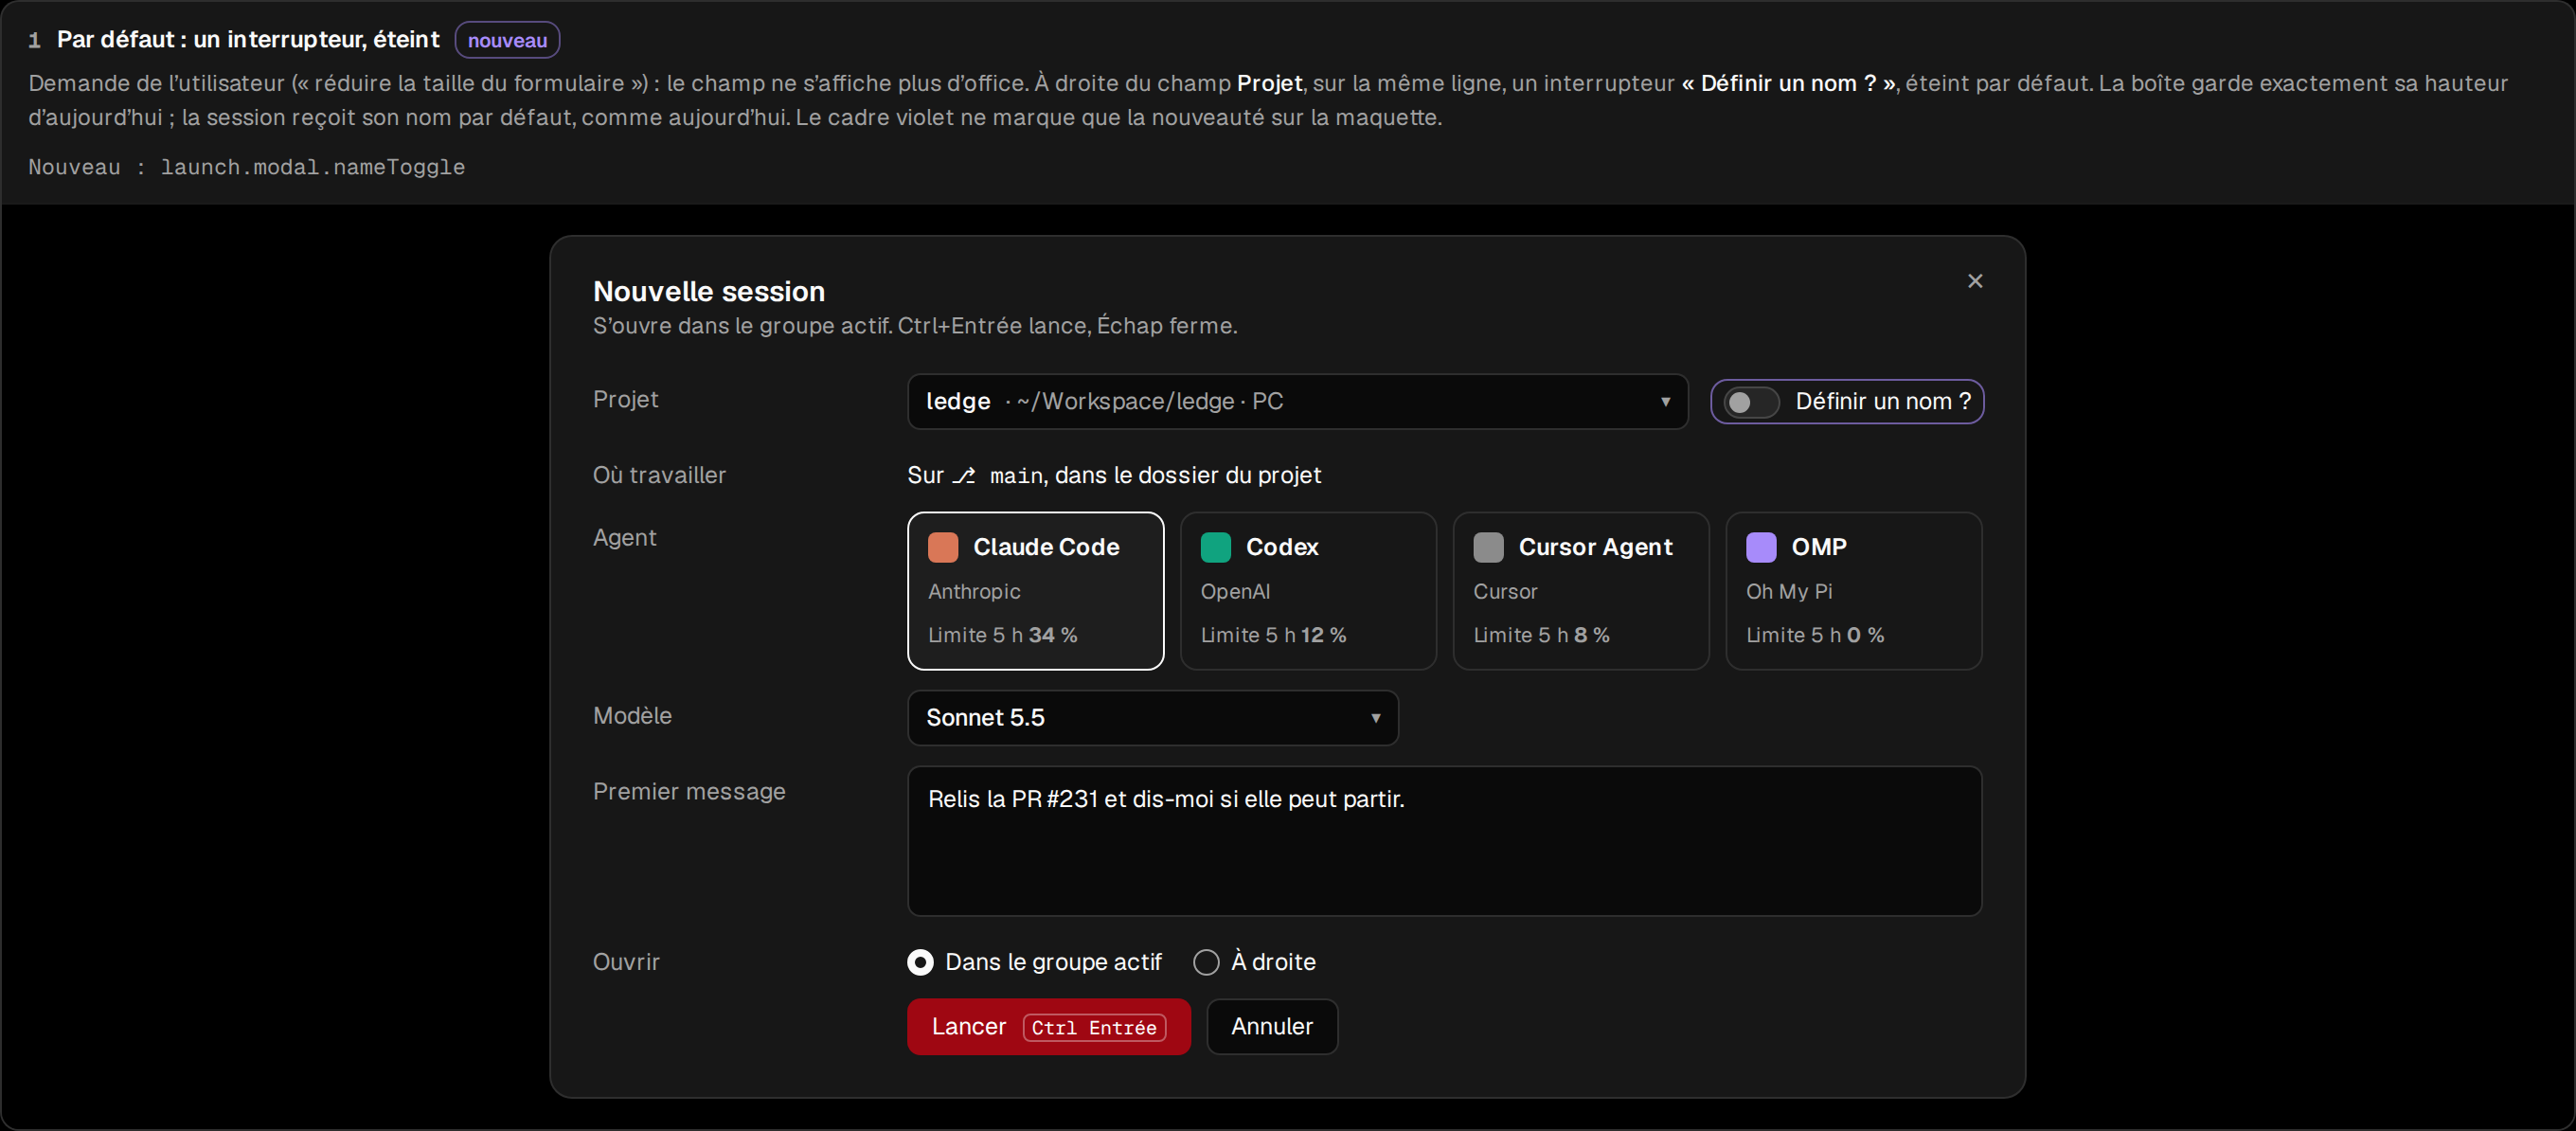 1 Par défaut : un interrupteur, éteint nouveau
Demande de l’utilisateur (« réduire la taille du formulaire ») : le champ ne s’affiche plus d’office. À droite du champ Projet, sur la même ligne, un interrupteur « Définir un nom ? », éteint par défaut. La boîte garde exactement sa hauteur
d’aujourd’hui ; la session reçoit son nom par défaut, comme aujourd’hui. Le cadre violet ne marque que la nouveauté sur la maquette.
Nouveau : launch.modal.nameToggle
Nouvelle session ✕
S’ouvre dans le groupe actif. Ctrl+Entrée lance, Échap ferme.
Projet ledge · ~/Workspace/ledge · PC ▾ Définir un nom ?
Où travailler Sur ⎇ main, dans le dossier du projet
Agent Claude Code Codex Cursor Agent OMP
Anthropic OpenAI Cursor Oh My Pi
Limite 5 h 34 % Limite 5 h 12 % Limite 5 h 8 % Limite 5 h 0 %
Modèle Sonnet 5.5 ▾
Premier message Relis la PR #231 et dis-moi si elle peut partir.
Ouvrir Dans le groupe actif À droite
Lancer Ctrl Entrée Annuler